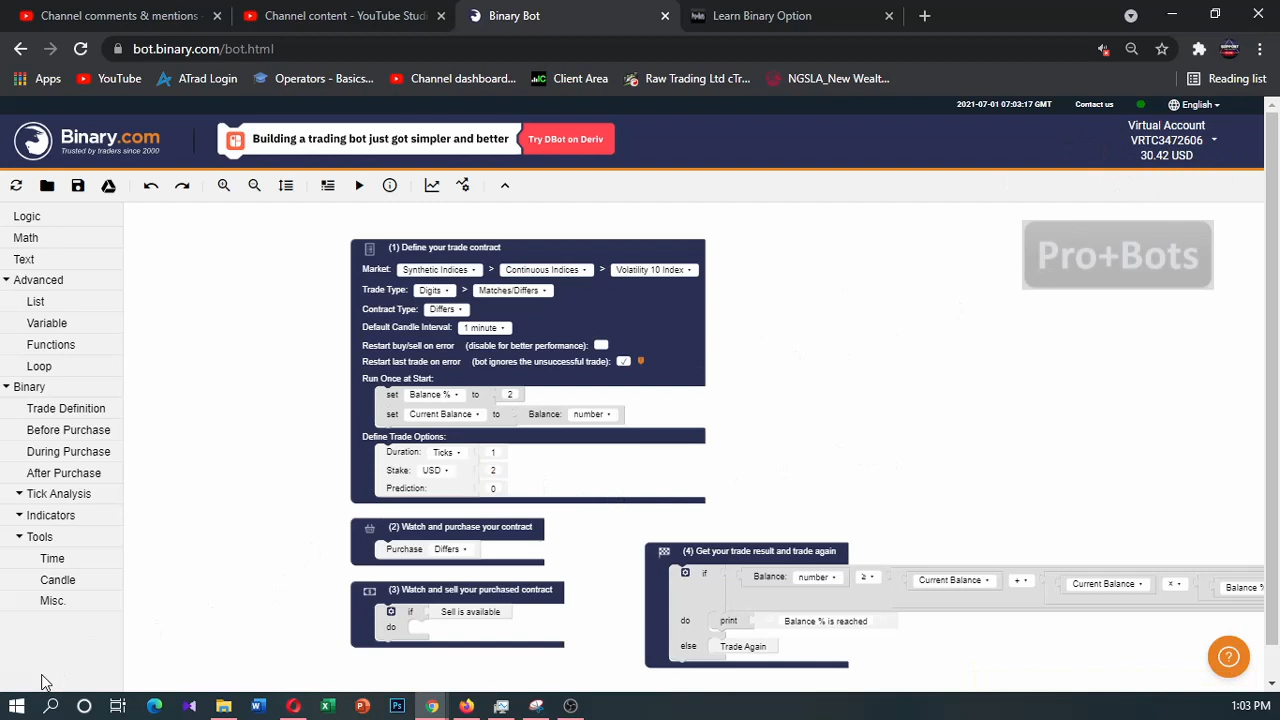 Channel comments & mentions -
Channel content - YouTube Studio
Binary Bot
Learn Binary Option
bot.binary.com/bot.html
Apps
YouTube
ATrad Login
Operators - Basics...
Channel dashboard...
Client Area
Raw Trading Ltd cTr...
NGSLA_New Wealt...
Reading list
2021-07-01 07:03:17 GMT
Contact us
English
Binary.com
Trusted by traders since 2000
Building a trading bot just got simpler and better
Try DBot on Deriv
Virtual Account
VRTC3472606
30.42 USD
Logic
Math
Text
Advanced
List
Variable
Functions
Loop
Binary
Trade Definition
Before Purchase
During Purchase
After Purchase
Tick Analysis
Indicators
Tools
Time
Candle
Misc.
Pro+Bots
(1) Define your trade contract
Market: Synthetic Indices > Continuous Indices > Volatility 10 Index
Trade Type: Digits > Matches/Differs
Contract Type: Differs
Default Candle Interval: 1 minute
Restart buy/sell on error (disable for better performance):
Restart last trade on error (bot ignores the unsuccessful trade): ✓
Run Once at Start:
set Balance % to 2
set Current Balance to Balance: number
Define Trade Options:
Duration: Ticks 1
Stake: USD 2
Prediction: 0
(2) Watch and purchase your contract
Purchase Differs
(3) Watch and sell your purchased contract
if Sell is available
do
(4) Get your trade result and trade again
if Balance: number ≥ Current Balance + Current Balance × Balance %
do print Balance % is reached
else Trade Again
1:03 PM